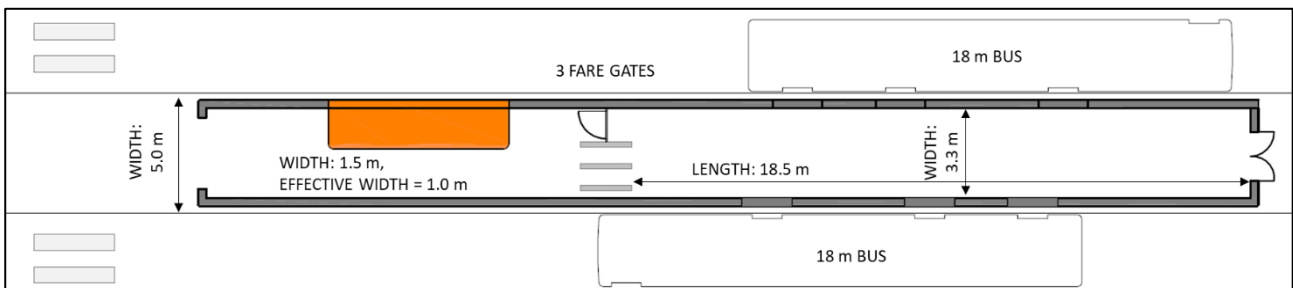 18 m BUS
3 FARE GATES
WIDTH:
5.0 m
WIDTH: 1.5 m,
EFFECTIVE WIDTH = 1.0 m
LENGTH: 18.5 m
WIDTH:
3.3 m
18 m BUS